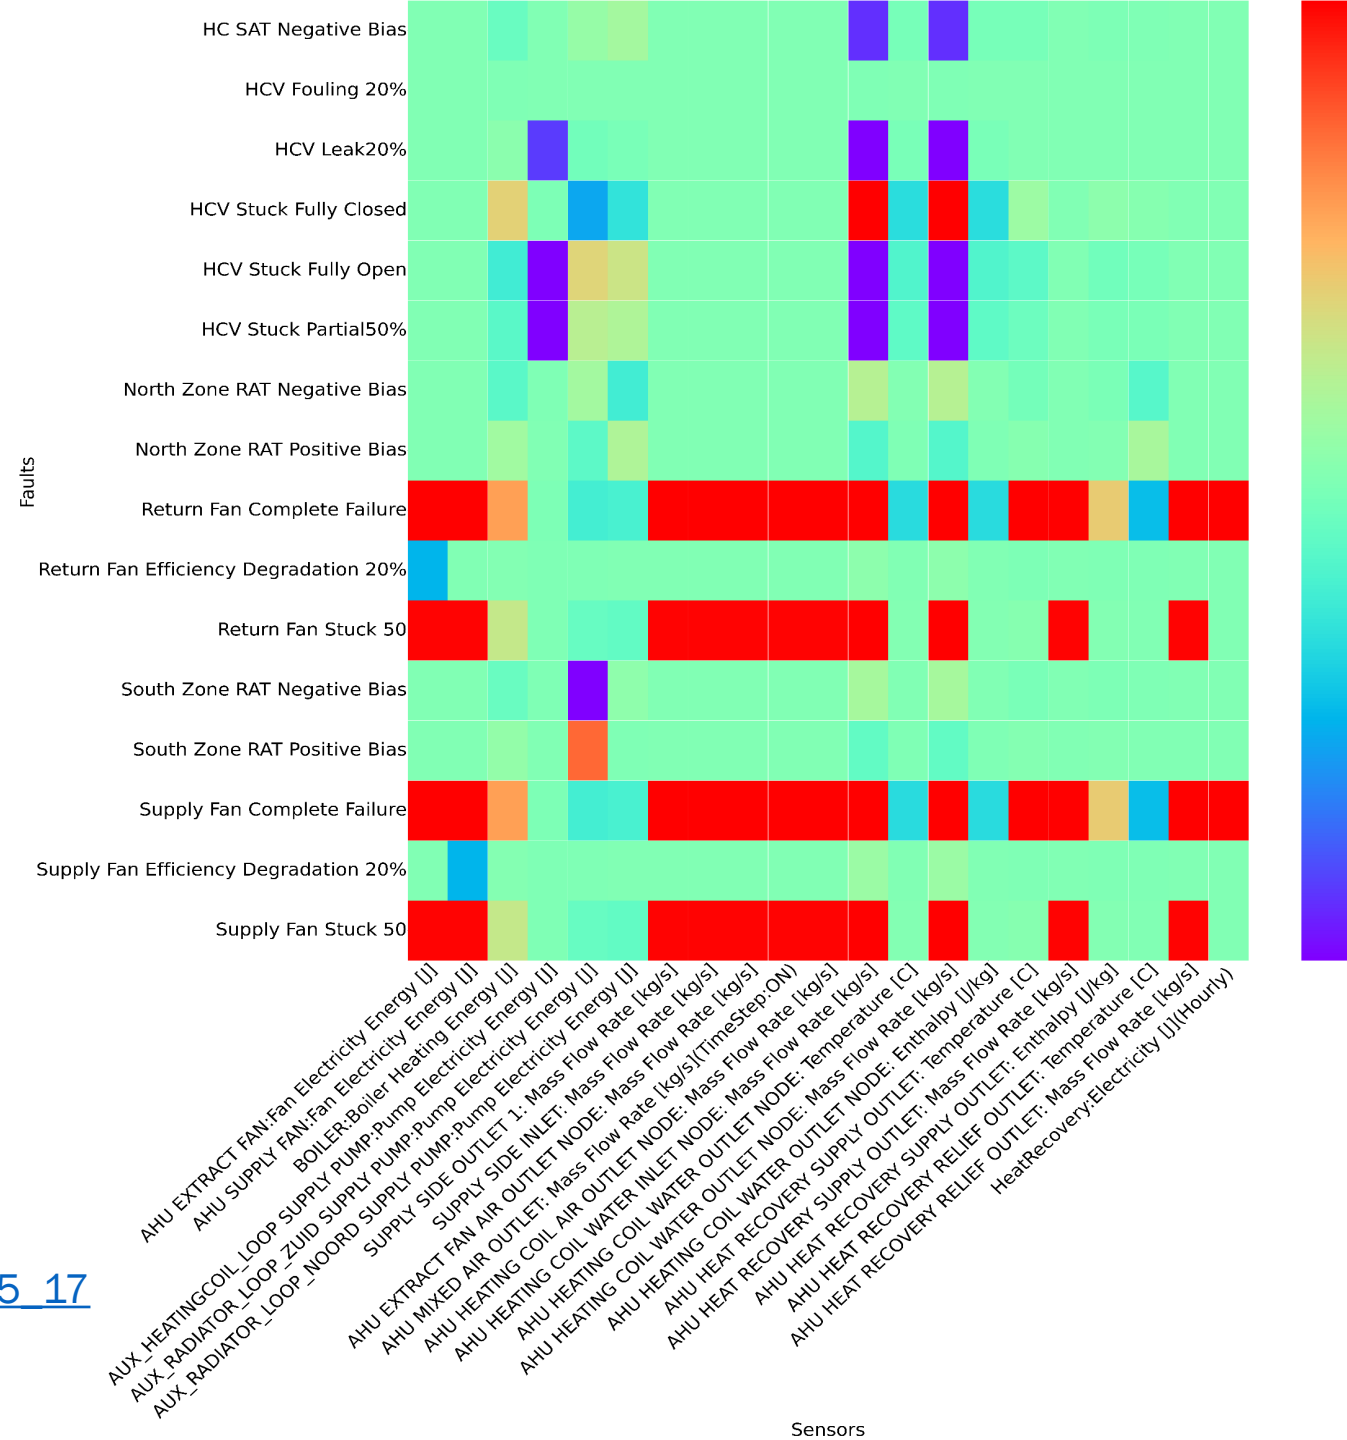 HC SAT Negative Bias
HCV Fouling 20%
HCV Leak20%
HCV Stuck Fully Closed
HCV Stuck Fully Open
HCV Stuck Partial50%
North Zone RAT Negative Bias
North Zone RAT Positive Bias
Faults
Return Fan Complete Failure
Return Fan Efficiency Degradation 20%
Return Fan Stuck 50
South Zone RAT Negative Bias
South Zone RAT Positive Bias
Supply Fan Complete Failure
Supply Fan Efficiency Degradation 20%
Supply Fan Stuck 50
AHU EXTRACT FAN:Fan Electricity Energy [J]
AHU SUPPLY FAN:Fan Electricity Energy [J]
BOILER:Boiler Heating Energy [J]
AUX_HEATINGCOIL_LOOP SUPPLY PUMP:Pump Electricity Energy [J]
AUX_RADIATOR_LOOP_ZUID SUPPLY PUMP:Pump Electricity Energy [J]
AUX_RADIATOR_LOOP_NOORD SUPPLY PUMP:Pump Electricity Energy [J]
SUPPLY SIDE OUTLET 1: Mass Flow Rate [kg/s]
SUPPLY SIDE INLET: Mass Flow Rate [kg/s]
AHU EXTRACT FAN AIR OUTLET NODE: Mass Flow Rate [kg/s]
AHU MIXED AIR OUTLET: Mass Flow Rate [kg/s](TimeStep:ON)
AHU HEATING COIL AIR OUTLET NODE: Mass Flow Rate [kg/s]
AHU HEATING COIL WATER INLET NODE: Mass Flow Rate [kg/s]
AHU HEATING COIL WATER OUTLET NODE: Temperature [C]
AHU HEATING COIL WATER OUTLET NODE: Mass Flow Rate [kg/s]
AHU HEATING COIL WATER OUTLET NODE: Enthalpy [J/kg]
AHU HEAT RECOVERY SUPPLY OUTLET: Temperature [C]
AHU HEAT RECOVERY SUPPLY OUTLET: Mass Flow Rate [kg/s]
AHU HEAT RECOVERY SUPPLY OUTLET: Enthalpy [J/kg]
AHU HEAT RECOVERY RELIEF OUTLET: Temperature [C]
AHU HEAT RECOVERY RELIEF OUTLET: Mass Flow Rate [kg/s]
HeatRecovery:Electricity [J](Hourly)
5_17
Sensors